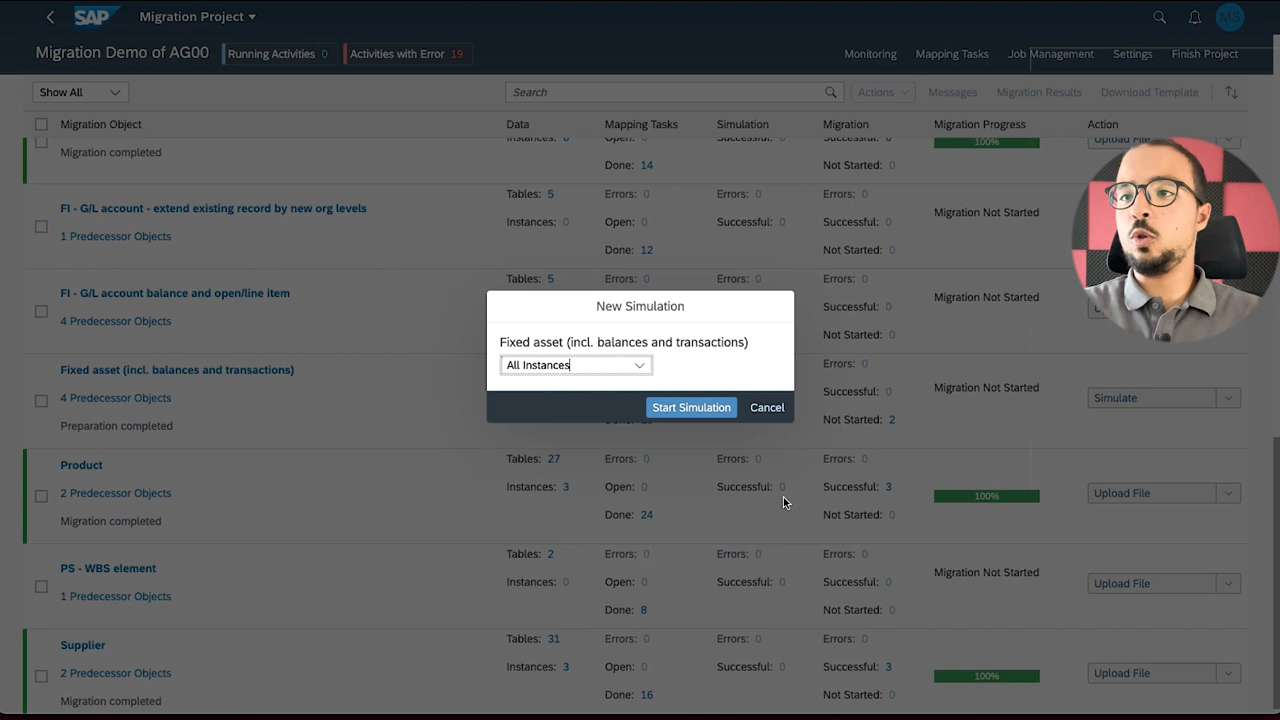 SAP Migration Project MS
Migration Demo of AG00 Running Activities 0 Activities with Error 19 Monitoring Mapping Tasks Job Management Settings Finish Project
Show All Search Actions Messages Migration Results Download Template
Migration Object Data Mapping Tasks Simulation Migration Migration Progress Action
Instances: 6 Open: 0 Successful: 0 Successful: 6 100% Upload File
Migration completed
Done: 14 Not Started: 0
Tables: 5 Errors: 0 Errors: 0 Errors: 0
FI - G/L account - extend existing record by new org levels Migration Not Started
Instances: 0 Open: 0 Successful: 0 Successful: 0
1 Predecessor Objects
Done: 12 Not Started: 0
Tables: 5 Errors: 0 Errors: 0 Errors: 0
FI - G/L account balance and open/line item Migration Not Started
Successful: 0
4 Predecessor Objects
Not Started: 0
New Simulation
Fixed asset (incl. balances and transactions)
All Instances
Start Simulation Cancel
Errors: 0
Fixed asset (incl. balances and transactions) Migration Not Started
Successful: 0 Simulate
4 Predecessor Objects
Not Started: 2
Preparation completed
Tables: 27 Errors: 0 Errors: 0 Errors: 0
Product
Instances: 3 Open: 0 Successful: 0 Successful: 3 100% Upload File
2 Predecessor Objects
Done: 24 Not Started: 0
Migration completed
Tables: 2 Errors: 0 Errors: 0 Errors: 0
PS - WBS element Migration Not Started
Instances: 0 Open: 0 Successful: 0 Successful: 0 Upload File
1 Predecessor Objects
Done: 8 Not Started: 0
Tables: 31 Errors: 0 Errors: 0 Errors: 0
Supplier
Instances: 3 Open: 0 Successful: 0 Successful: 3 100% Upload File
2 Predecessor Objects
Done: 16 Not Started: 0
Migration completed